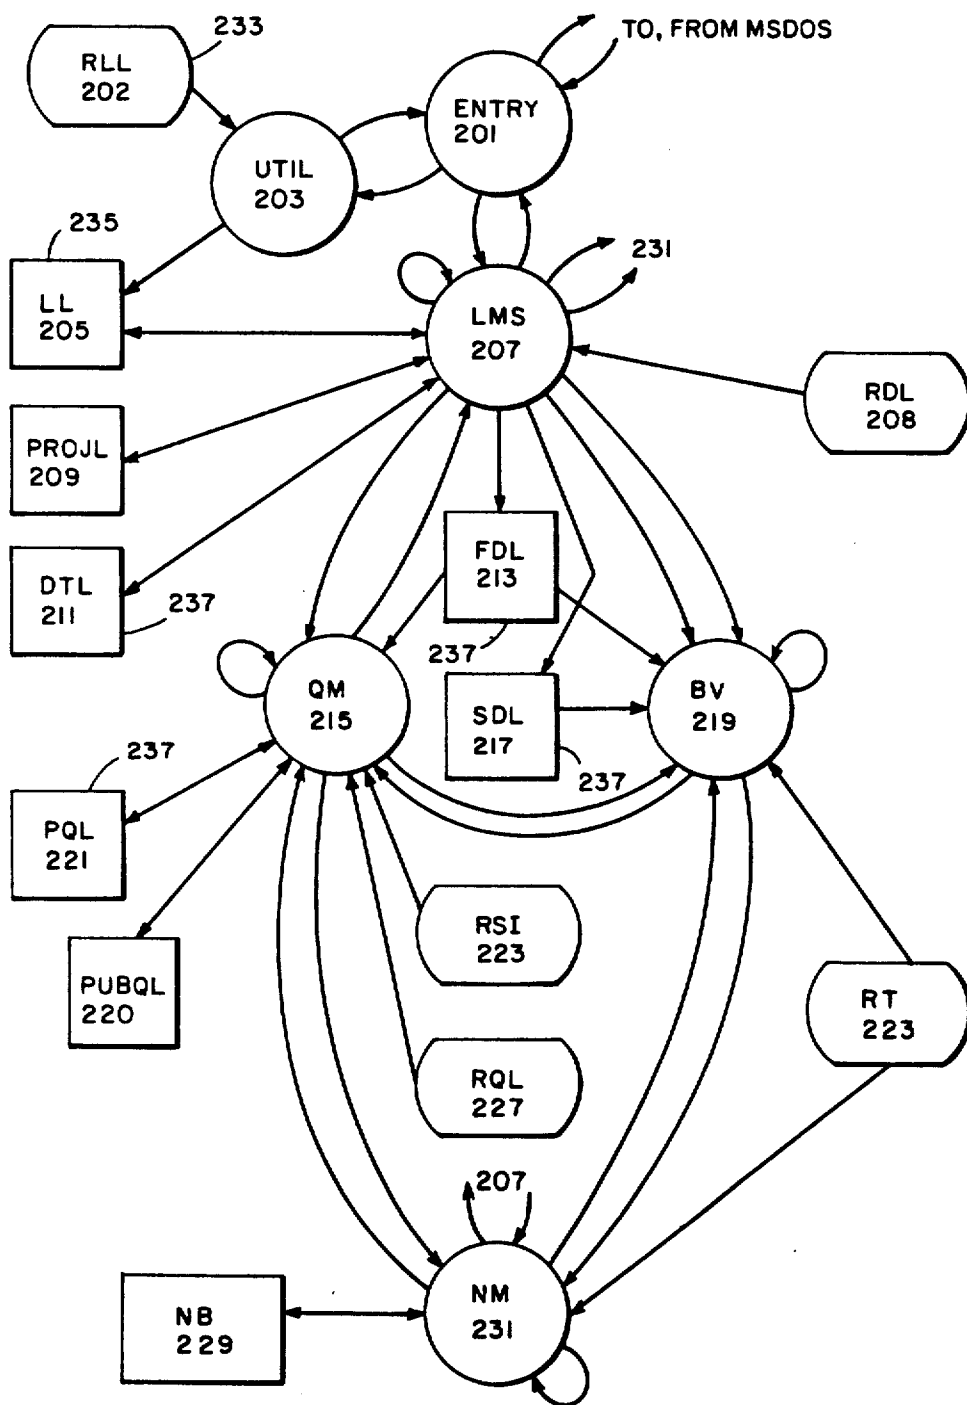 233
RLL
202
TO, FROM MSDOS
ENTRY
201
UTIL
203
235
LL
205
231
LMS
207
RDL
208
PROJL
209
FDL
213
DTL
211
237
237
QM
215
SDL
217
BV
219
237
237
PQL
221
RSI
223
PUBQL
220
RT
223
RQL
227
207
NM
231
NB
229